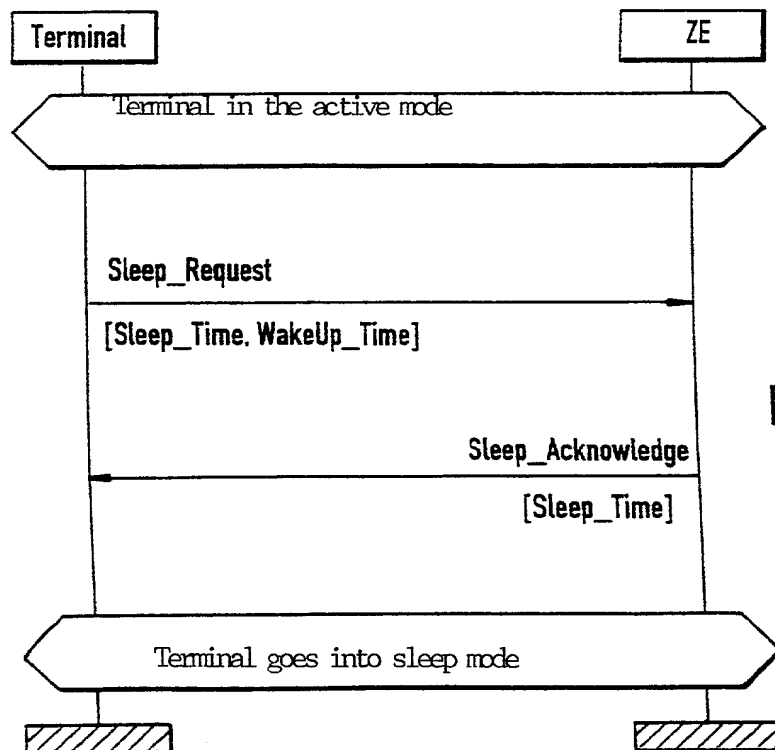 Terminal
ZE
Terminal in the active mode
Sleep_Request
[Sleep_Time, WakeUp_Time]
Sleep_Acknowledge
[Sleep_Time]
Terminal goes into sleep mode